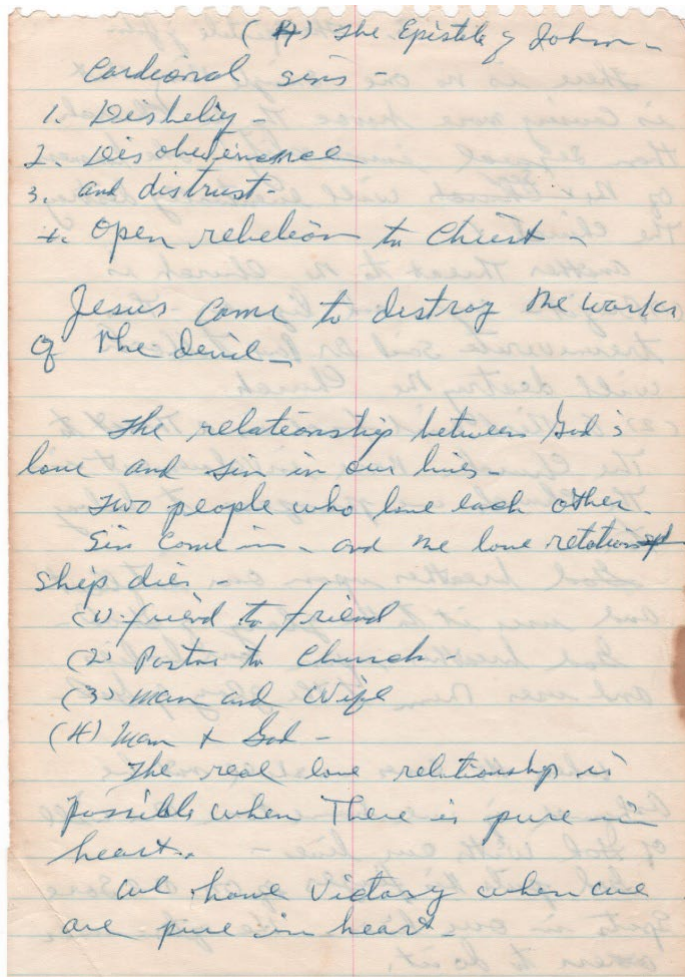 (4) The Epistle of John -
Cardional sins -
1. Disbelief -
2. Disobedienance
3. and distrust -
4. Open rebeleion to Christ -
Jesus come to destroy the works
of the devil -
The relationship between God's
love and sin in our lives -
Two people who love each other.
Sin come in - and the love relation
ship dies -
(1) friend to friend
(2) Pastor to Church -
(3) man and Wife
(4) Man + God -
The real love relationship is
possible when There is pure in
heart.
We have Victory when we
are pure in heart -